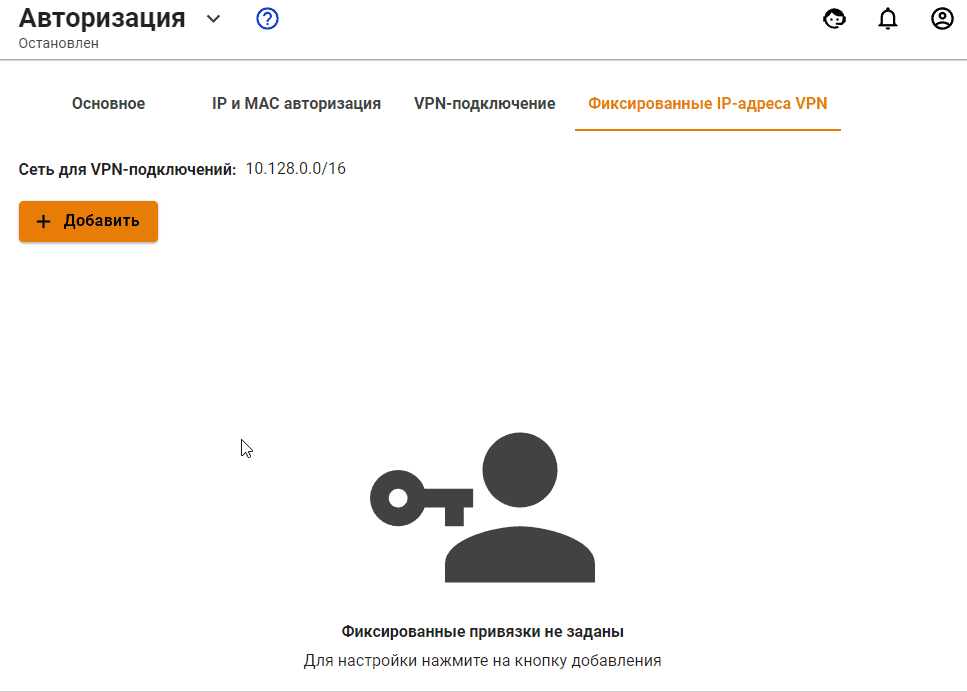 Авторизация
Остановлен
Основное IP и MAC авторизация VPN-подключение Фиксированные IP-адреса VPN
Сеть для VPN-подключений: 10.128.0.0/16
+ Добавить
Фиксированные привязки не заданы
Для настройки нажмите на кнопку добавления